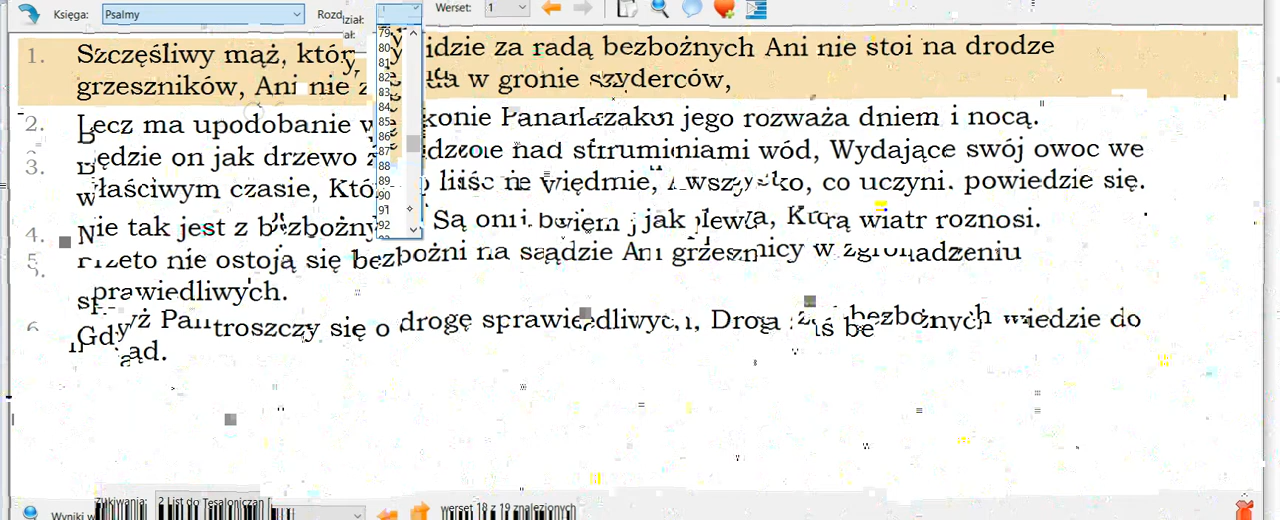 Księga: Psalmy Rozdział: 1 Werset: 1
1. Szczęśliwy mąż, który idzie za radą bezbożnych Ani nie stoi na drodze
grzeszników, Ani nie w gronie szyderców,
2. Lecz ma upodobanie w konie jego rozważa dniem i nocą.
3. Będzie on jak drzewo nad strumieniami wód, Wydające swój owoc we
właściwym czasie, liście nie więdnie, co uczyni. powiedzie się.
4. Nie tak jest z Są oni jak plewa, Którą wiatr roznosi.
5. Przeto nie ostoją się bezbożni na sądzie Ani grzesznicy w zgromadzeniu
sprawiedliwych.
6. Gdyż Pan troszczy się o drogę sprawiedliwych, Droga bezbożnych wiedzie do
79
80
81
82
83
84
85
86
87
88
89
90
91
92
Wyniki 2 List do Tesaloniczan
werset 18 z 19 znalezionych